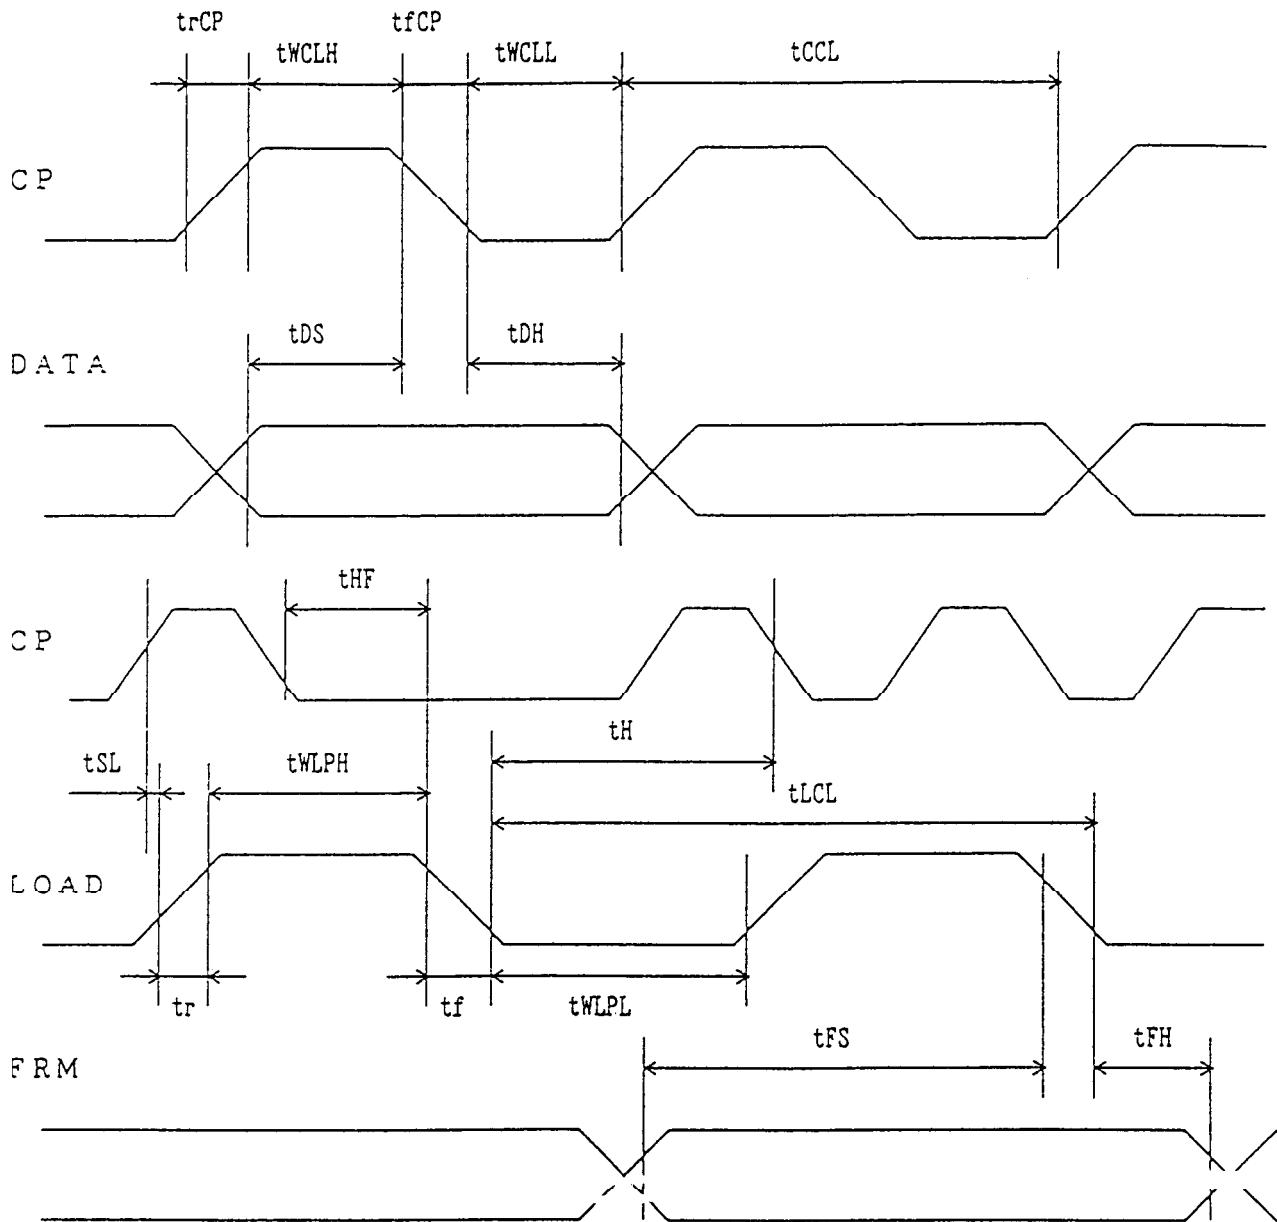 trCP tfCP
tWCLH tWCLL tCCL
CP
tDS tDH
DATA
tHF
CP
tH
tSL tWLPH tLCL
LOAD
tr tf tWLPL
tFS tFH
FRM